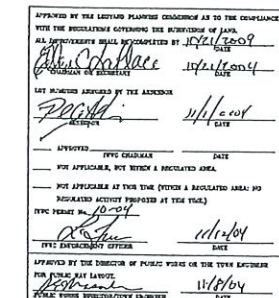 APPROVED BY THE LEDYARD PLANNING COMMISSION AS TO THE COMPLIANCE
WITH THE REGULATIONS GOVERNING THE SUBDIVISION OF LAND.
ALL IMPROVEMENTS SHALL BE COMPLETED BY 10/21/2009
DATE
10/21/2004
CHAIRMAN OR SECRETARY DATE
LOT NUMBERS ASSIGNED BY THE ASSESSOR
11/1/2004
ASSESSOR DATE
APPROVED
IWWC CHAIRMAN DATE
NOT APPLICABLE, NOT WITHIN A REGULATED AREA.
NOT APPLICABLE AT THIS TIME (WITHIN A REGULATED AREA; NO
REGULATED ACTIVITY PROPOSED AT THIS TIME.)
IWWC PERMIT No. 10-04
11/12/04
IWWC ENFORCEMENT OFFICER DATE
APPROVED BY THE DIRECTOR OF PUBLIC WORKS OR THE TOWN ENGINEER
FOR PUBLIC WAY LAYOUT.
11/8/04
PUBLIC WORKS DIRECTOR/TOWN ENGINEER DATE